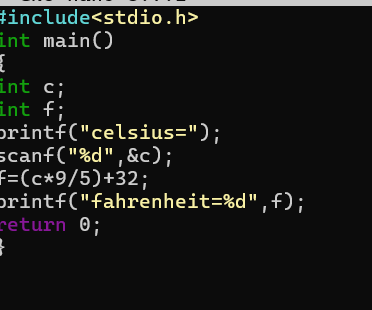 #include<stdio.h>
int main()
{
int c;
int f;
printf("celsius=");
scanf("%d",&c);
f=(c*9/5)+32;
printf("fahrenheit=%d",f);
return 0;
}